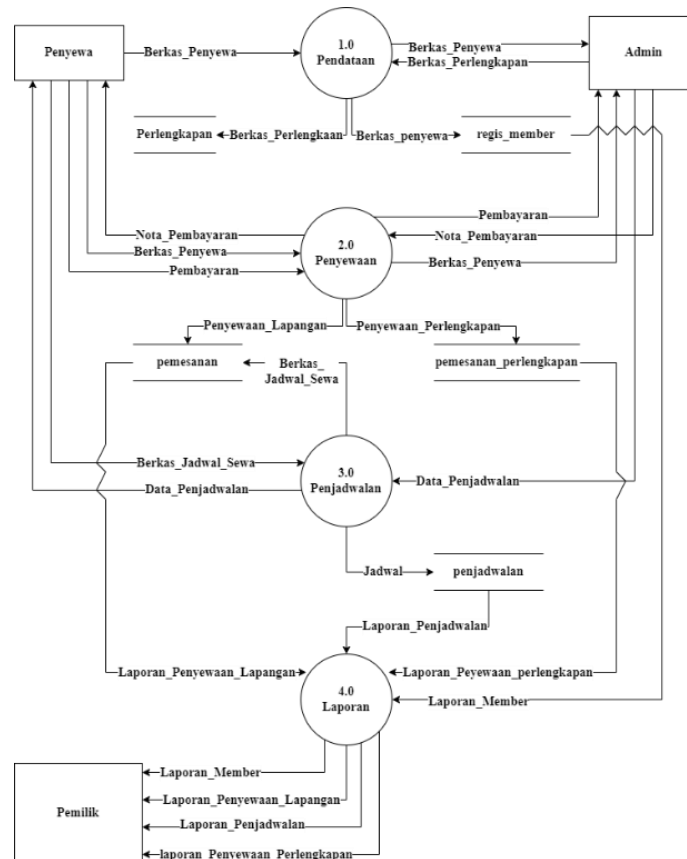 Penyewa
Berkas_Penyewa
1.0
Pendataan
Berkas_Penyewa
Berkas_Perlengkapan
Admin
Perlengkapan
Berkas_Perlengkaan
Berkas_penyewa
regis_member
Nota_Pembayaran
Berkas_Penyewa
Pembayaran
2.0
Penyewaan
Pembayaran
Nota_Pembayaran
Berkas_Penyewa
Penyewaan_Lapangan
Penyewaan_Perlengkapan
pemesanan
Berkas_
Jadwal_Sewa
pemesanan_perlengkapan
Berkas_Jadwal_Sewa
Data_Penjadwalan
3.0
Penjadwalan
Data_Penjadwalan
Jadwal
penjadwalan
Laporan_Penjadwalan
Laporan_Penyewaan_Lapangan
4.0
Laporan
Laporan_Peyewaan_perlengkapan
Laporan_Member
Pemilik
Laporan_Member
Laporan_Penyewaan_Lapangan
Laporan_Penjadwalan
laporan_Penyewaan_Perlengkapan